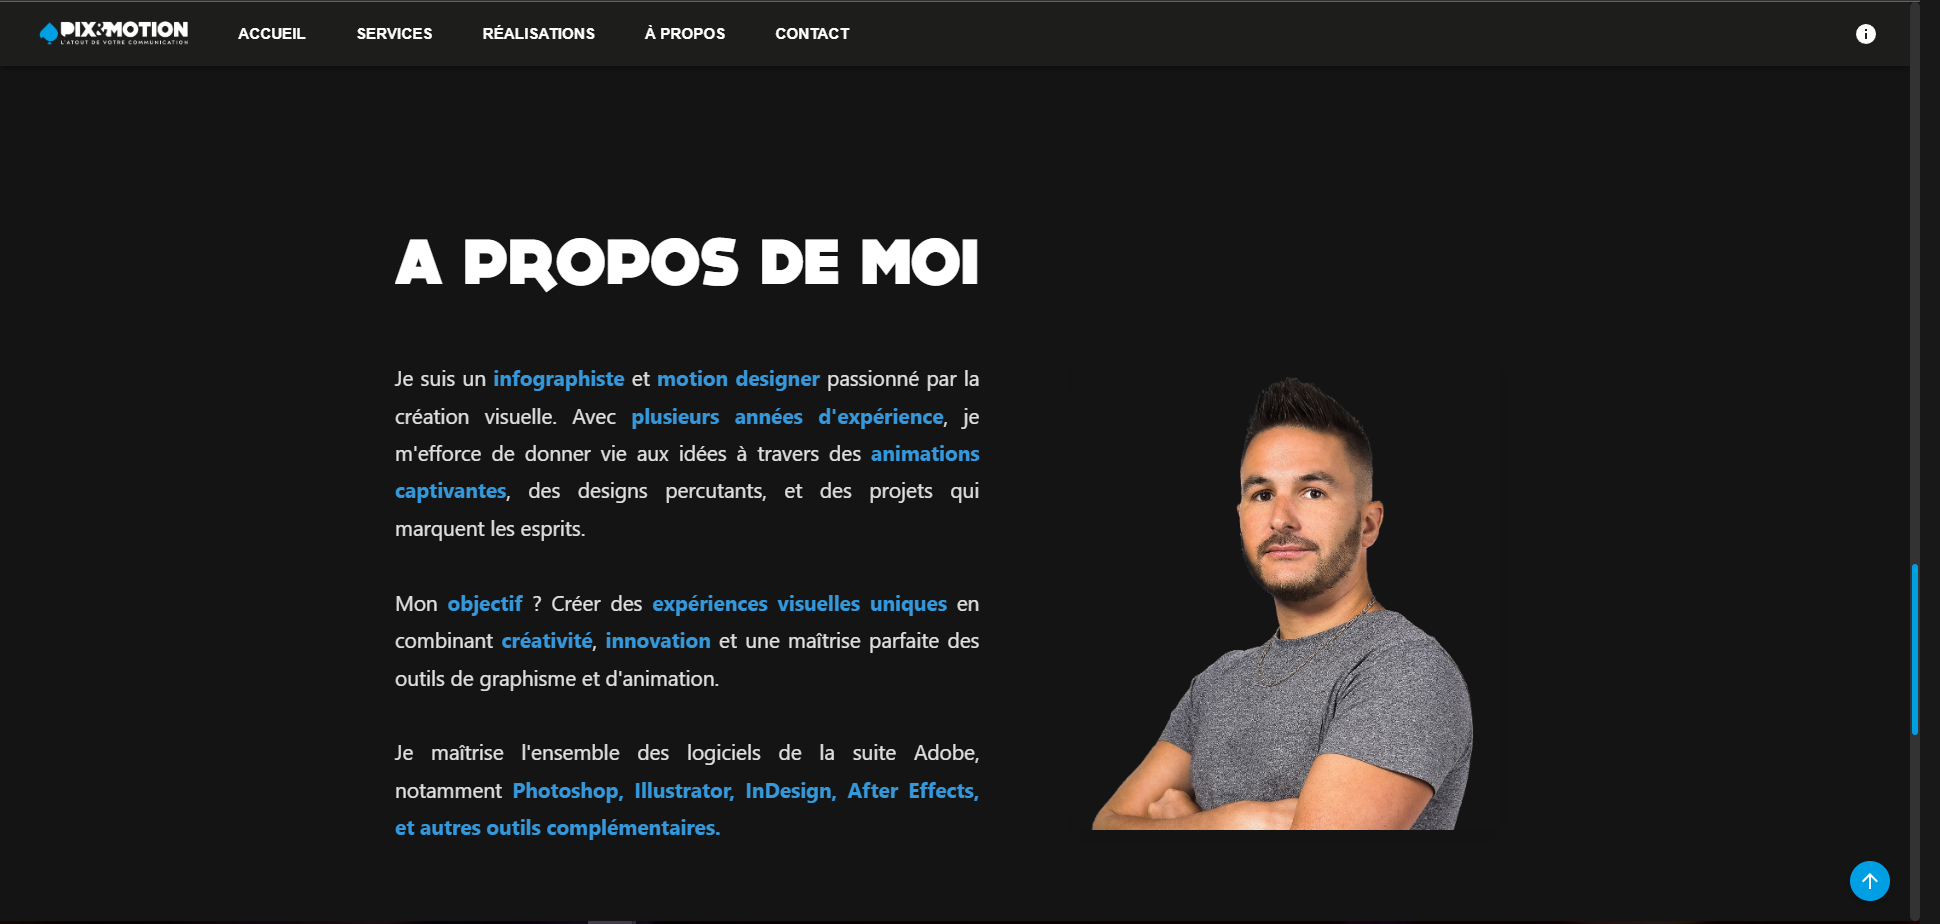 PIX&MOTION
L'ATOUT DE VOTRE COMMUNICATION
ACCUEIL
SERVICES
RÉALISATIONS
À PROPOS
CONTACT
A PROPOS DE MOI
Je suis un infographiste et motion designer passionné par la
création visuelle. Avec plusieurs années d'expérience, je
m'efforce de donner vie aux idées à travers des animations
captivantes, des designs percutants, et des projets qui
marquent les esprits.
Mon objectif ? Créer des expériences visuelles uniques en
combinant créativité, innovation et une maîtrise parfaite des
outils de graphisme et d'animation.
Je maîtrise l'ensemble des logiciels de la suite Adobe,
notamment Photoshop, Illustrator, InDesign, After Effects,
et autres outils complémentaires.